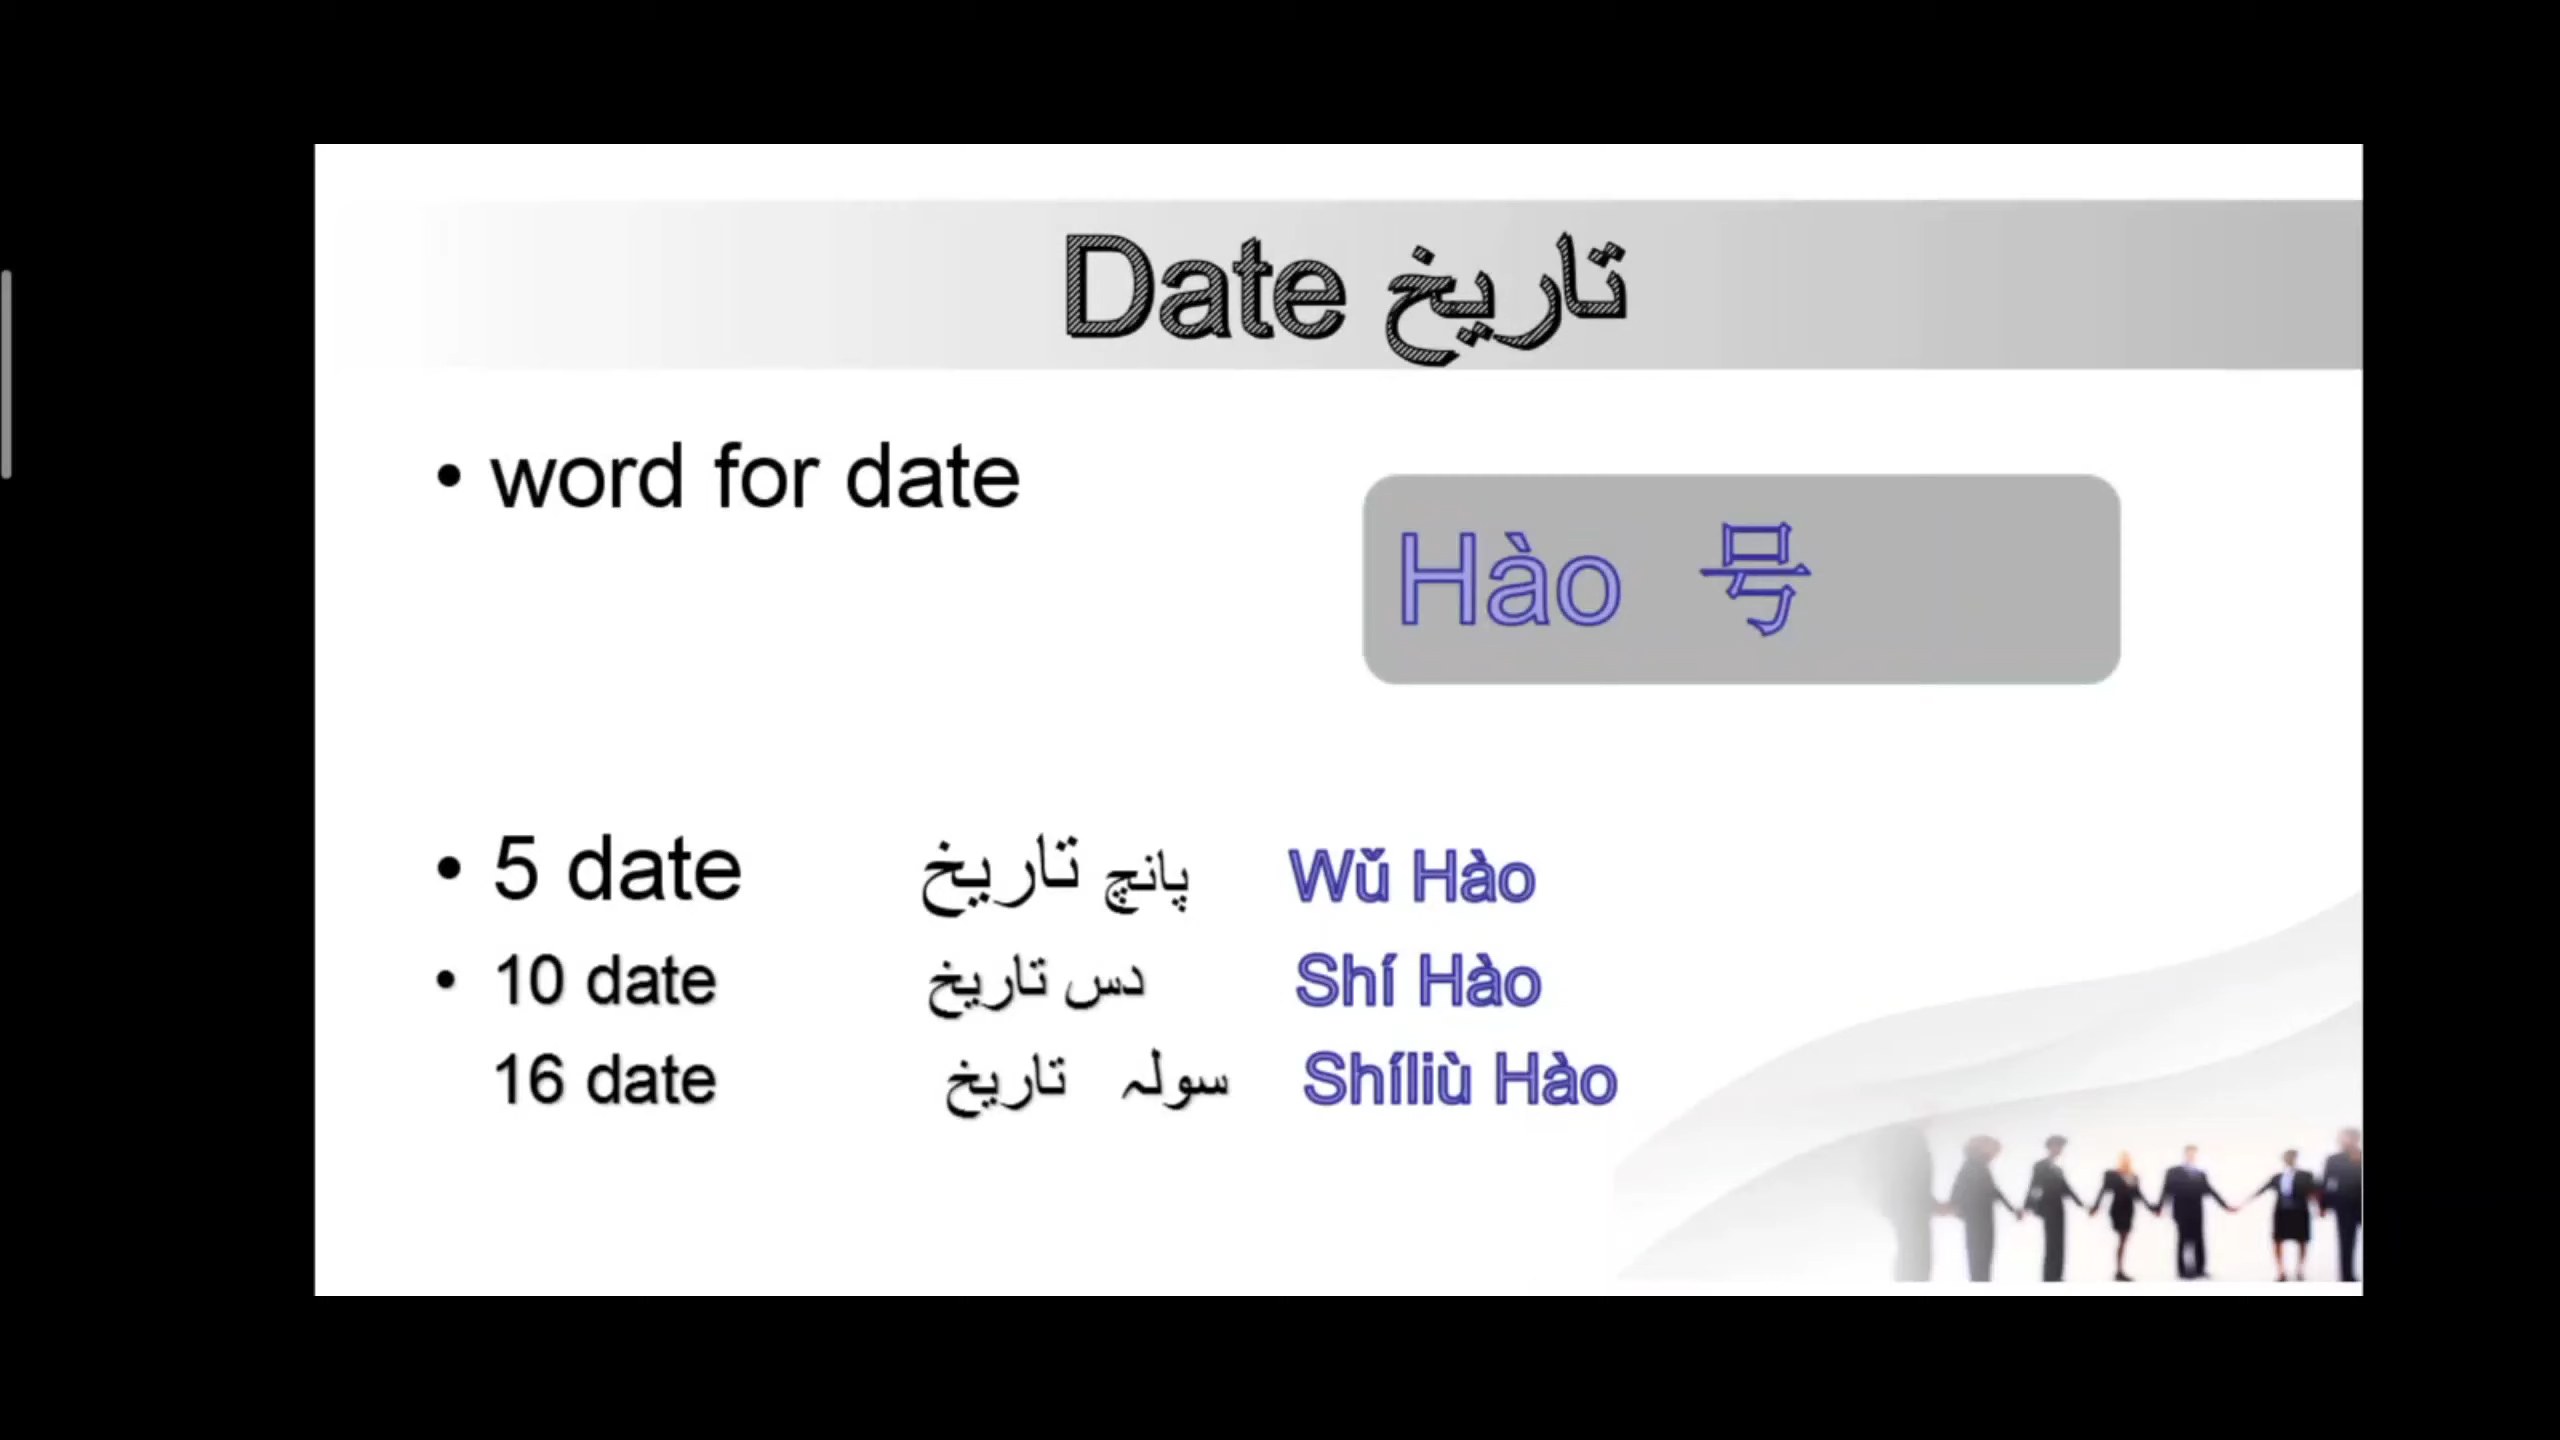 Date تاریخ
• word for date
Hào 号
• 5 date پانچ تاریخ Wǔ Hào
• 10 date دس تاریخ Shí Hào
16 date سولہ تاریخ Shíliù Hào